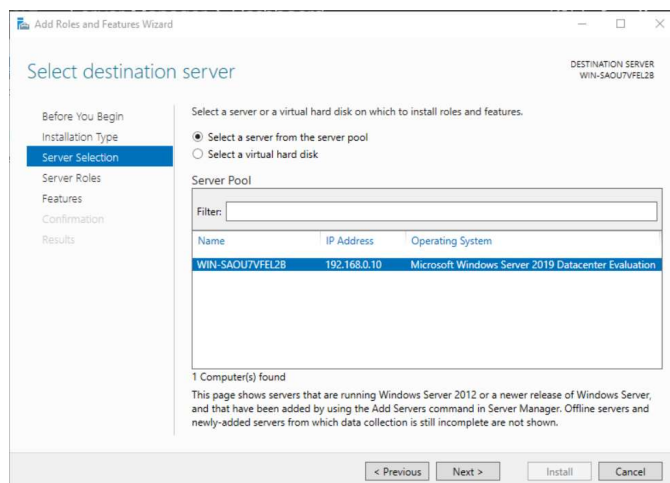 Add Roles and Features Wizard
Select destination server
DESTINATION SERVER
WIN-SAOU7VFEL2B
Before You Begin
Installation Type
Server Selection
Server Roles
Features
Confirmation
Results
Select a server or a virtual hard disk on which to install roles and features.
Select a server from the server pool
Select a virtual hard disk
Server Pool
Filter:
Name IP Address Operating System
WIN-SAOU7VFEL2B 192.168.0.10 Microsoft Windows Server 2019 Datacenter Evaluation
1 Computer(s) found
This page shows servers that are running Windows Server 2012 or a newer release of Windows Server,
and that have been added by using the Add Servers command in Server Manager. Offline servers and
newly-added servers from which data collection is still incomplete are not shown.
< Previous Next > Install Cancel